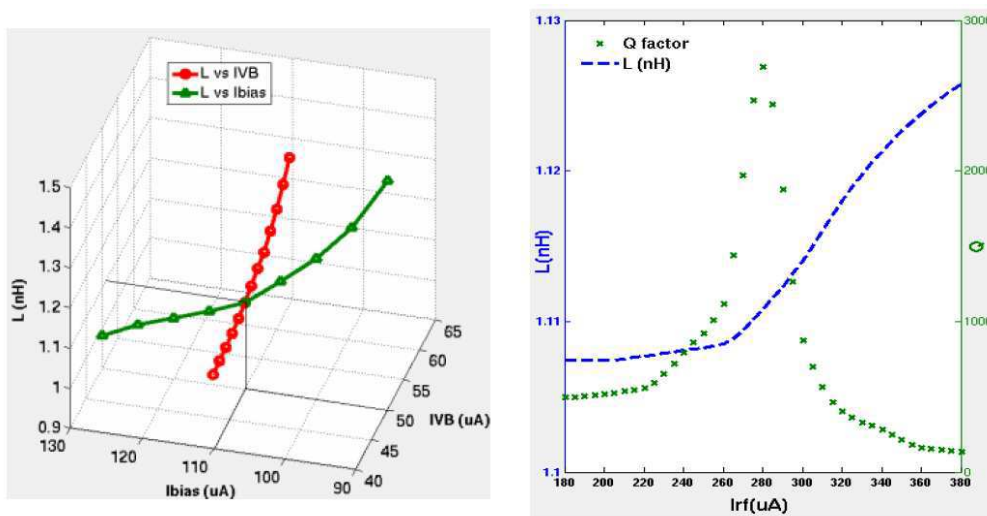 L vs IVB
L vs Ibias
L (nH)
1.5
1.4
1.3
1.2
1.1
1
0.9
130
120
110
100
90
Ibias (uA)
40
45
50
55
60
65
IVB (uA)
Q factor
L (nH)
L(nH)
1.13
1.12
1.11
1.1
3000
2000
1000
0
Q
180 200 220 240 260 280 300 320 340 360 380
Irf(uA)